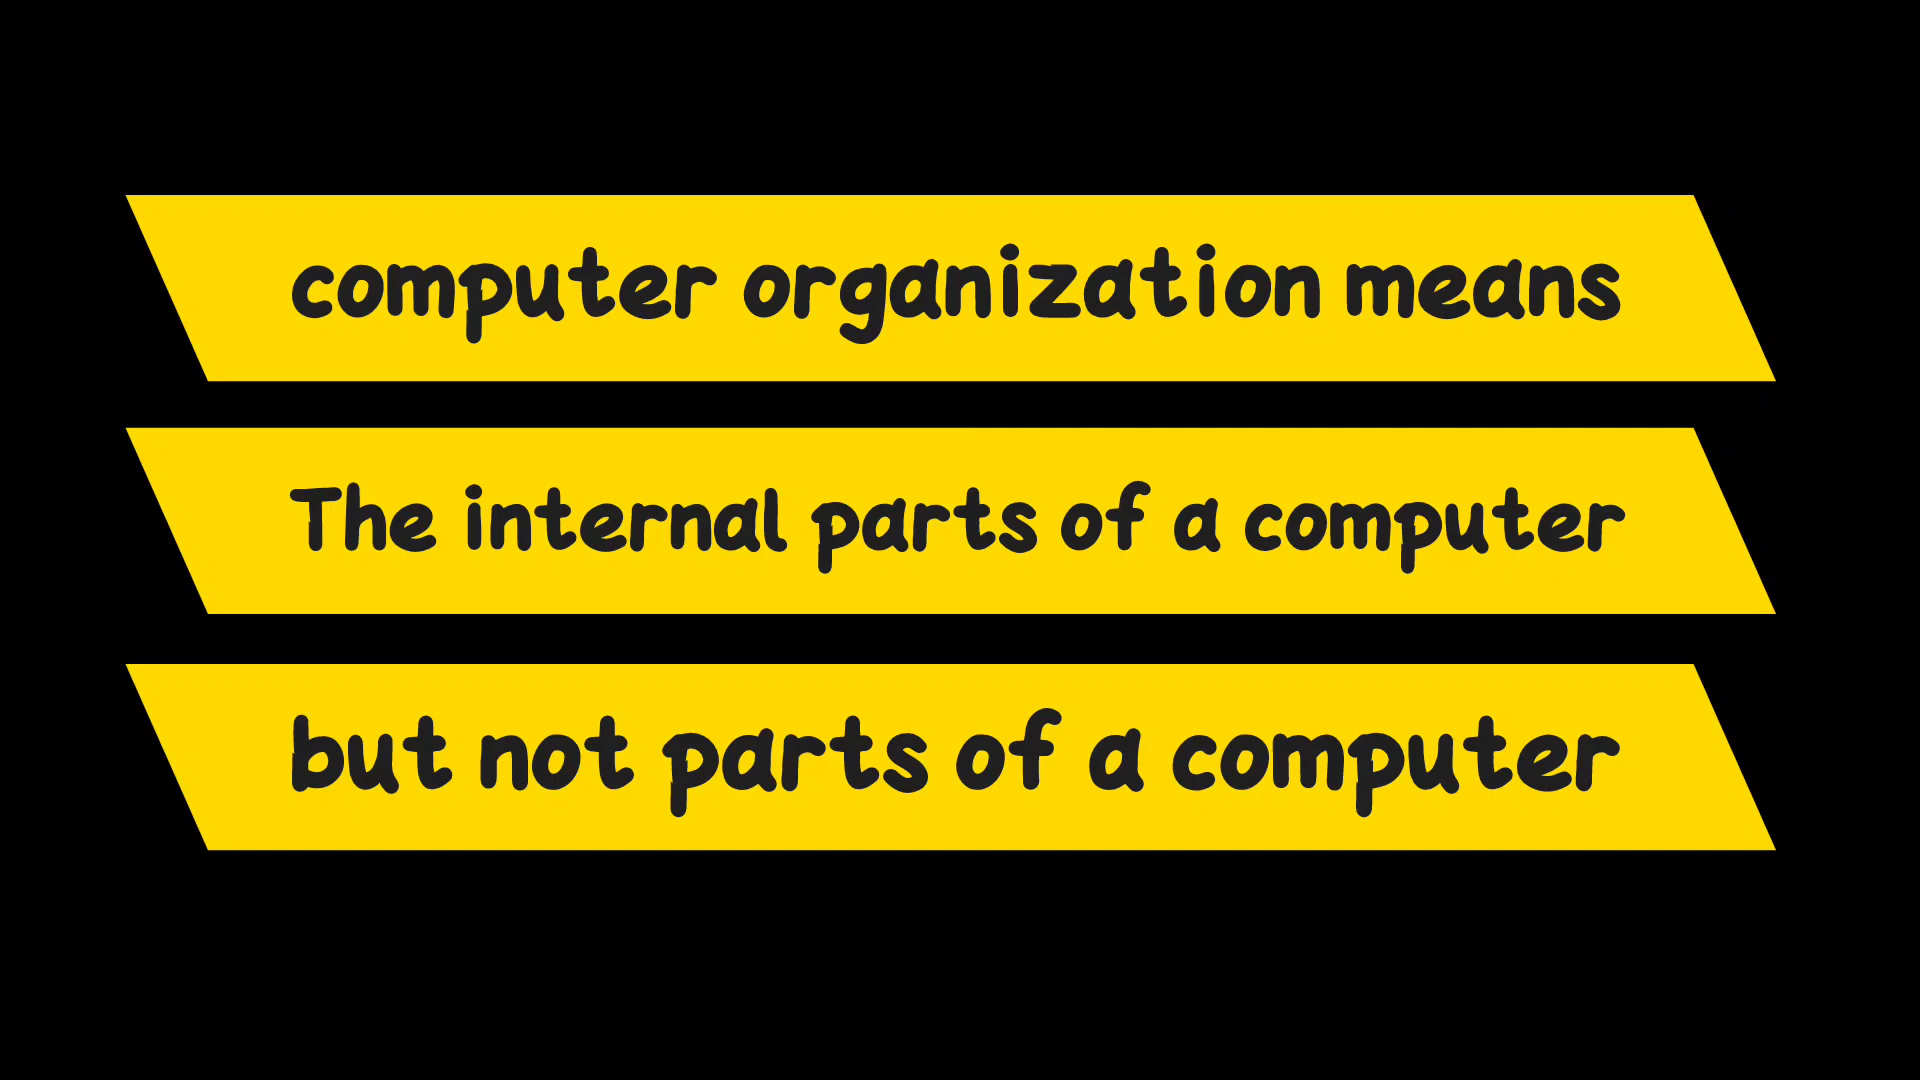 computer organization means
The internal parts of a computer
but not parts of a computer